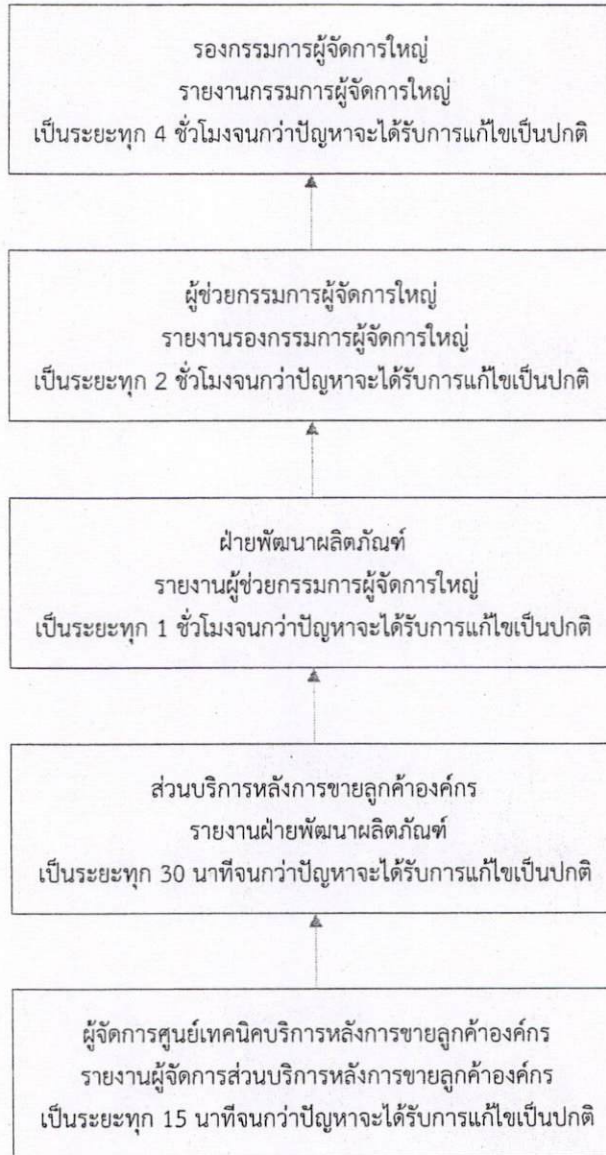 รองกรรมการผู้จัดการใหญ่
รายงานกรรมการผู้จัดการใหญ่
เป็นระยะทุก 4 ชั่วโมงจนกว่าปัญหาจะได้รับการแก้ไขเป็นปกติ
ผู้ช่วยกรรมการผู้จัดการใหญ่
รายงานรองกรรมการผู้จัดการใหญ่
เป็นระยะทุก 2 ชั่วโมงจนกว่าปัญหาจะได้รับการแก้ไขเป็นปกติ
ฝ่ายพัฒนาผลิตภัณฑ์
รายงานผู้ช่วยกรรมการผู้จัดการใหญ่
เป็นระยะทุก 1 ชั่วโมงจนกว่าปัญหาจะได้รับการแก้ไขเป็นปกติ
ส่วนบริการหลังการขายลูกค้าองค์กร
รายงานฝ่ายพัฒนาผลิตภัณฑ์
เป็นระยะทุก 30 นาทีจนกว่าปัญหาจะได้รับการแก้ไขเป็นปกติ
ผู้จัดการศูนย์เทคนิคบริการหลังการขายลูกค้าองค์กร
รายงานผู้จัดการส่วนบริการหลังการขายลูกค้าองค์กร
เป็นระยะทุก 15 นาทีจนกว่าปัญหาจะได้รับการแก้ไขเป็นปกติ